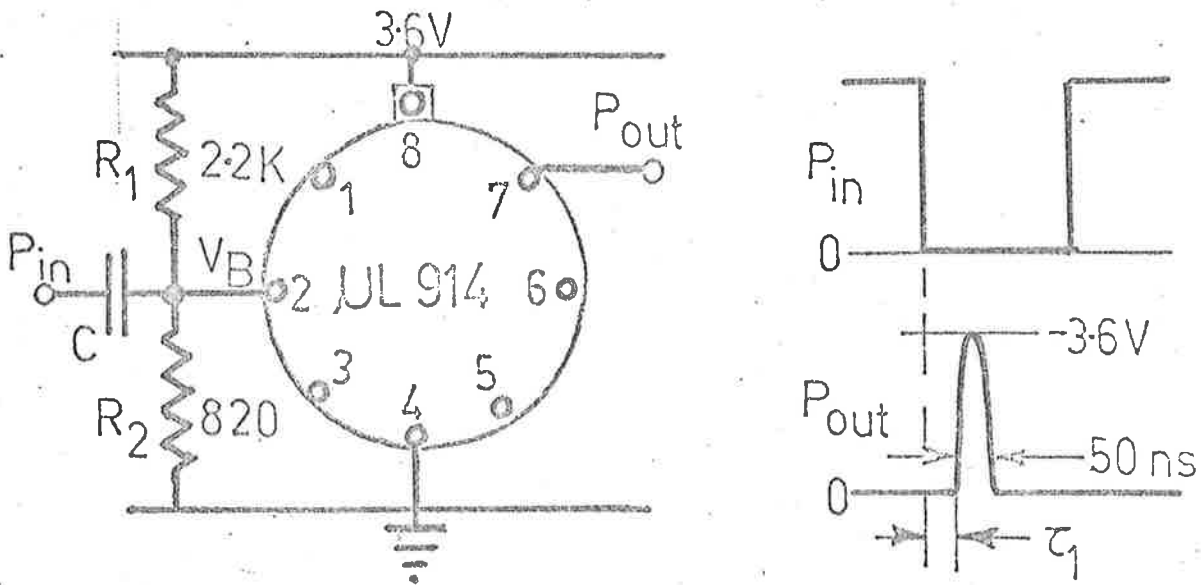 3.6V
R1 2.2K
Pin
C
VB
R2 820
1
2
3
4
5
6
7
8
μL 914
Pout
Pin
0
3.6V
Pout
50 ns
0
τ1